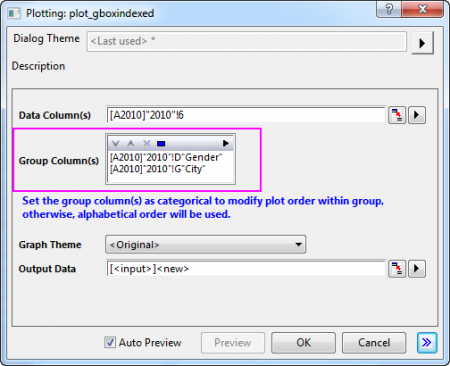 Plotting: plot_gboxindexed
Dialog Theme <Last used> *
Description
Data Column(s) [A2010]"2010"!6
Group Column(s)
[A2010]"2010"!D"Gender"
[A2010]"2010"!G"City"
Set the group column(s) as categorical to modify plot order within group,
otherwise, alphabetical order will be used.
Graph Theme <Original>
Output Data [<input>]<new>
Auto Preview Preview OK Cancel